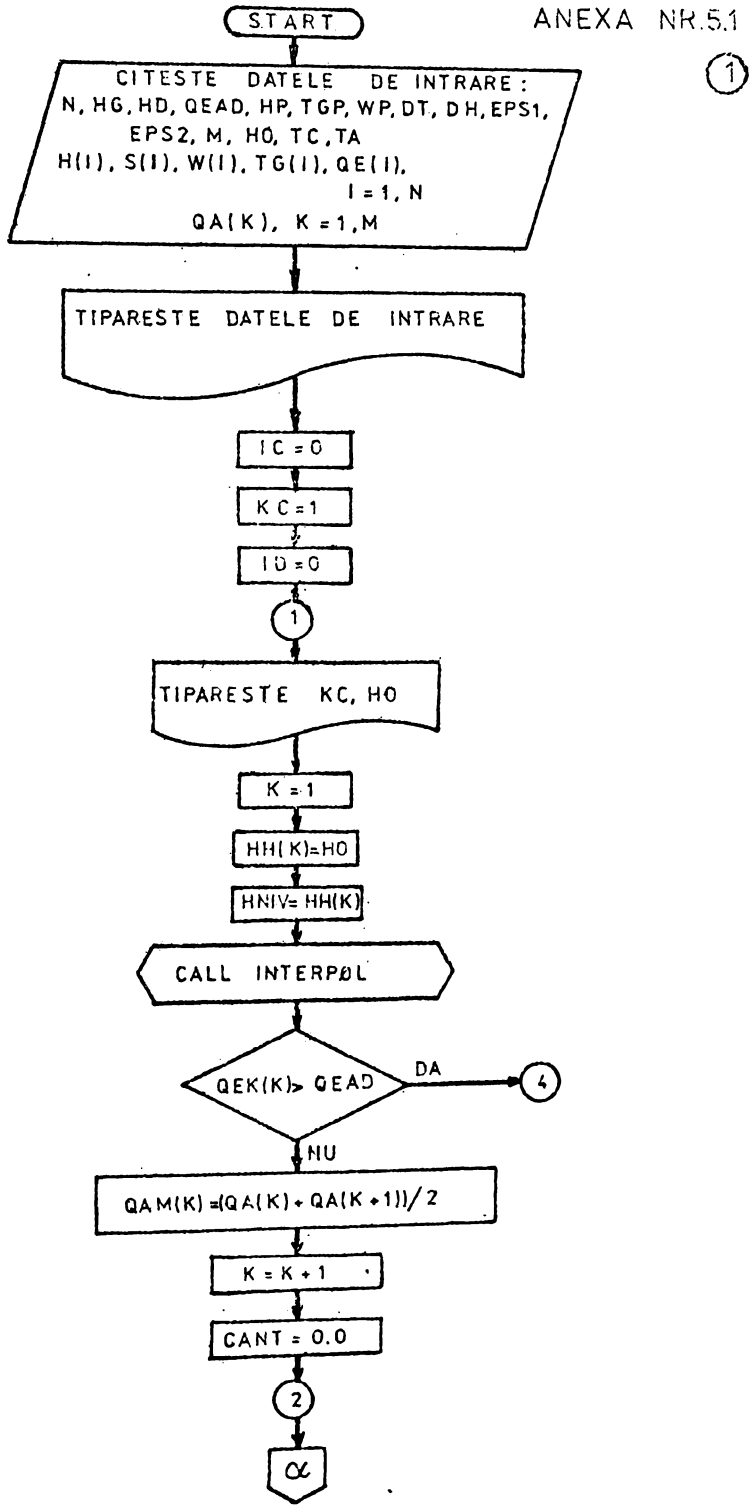 START
ANEXA NR.5.1
1
CITESTE DATELE DE INTRARE:
N, HG, HD, QEAD, HP, TGP, WP, DT, DH, EPS1,
EPS2, M, HO, TC, TA
H(I), S(I), W(I), TG(I), QE(I),
I = 1, N
QA(K), K = 1, M
TIPARESTE DATELE DE INTRARE
IC = 0
KC = 1
ID = 0
1
TIPARESTE KC, HO
K = 1
HH(K) = HO
HNIV = HH(K)
CALL INTERPØL
QEK(K) > QEAD
DA
4
NU
QAM(K) = (QA(K) + QA(K+1))/2
K = K + 1
CANT = 0.0
2
α